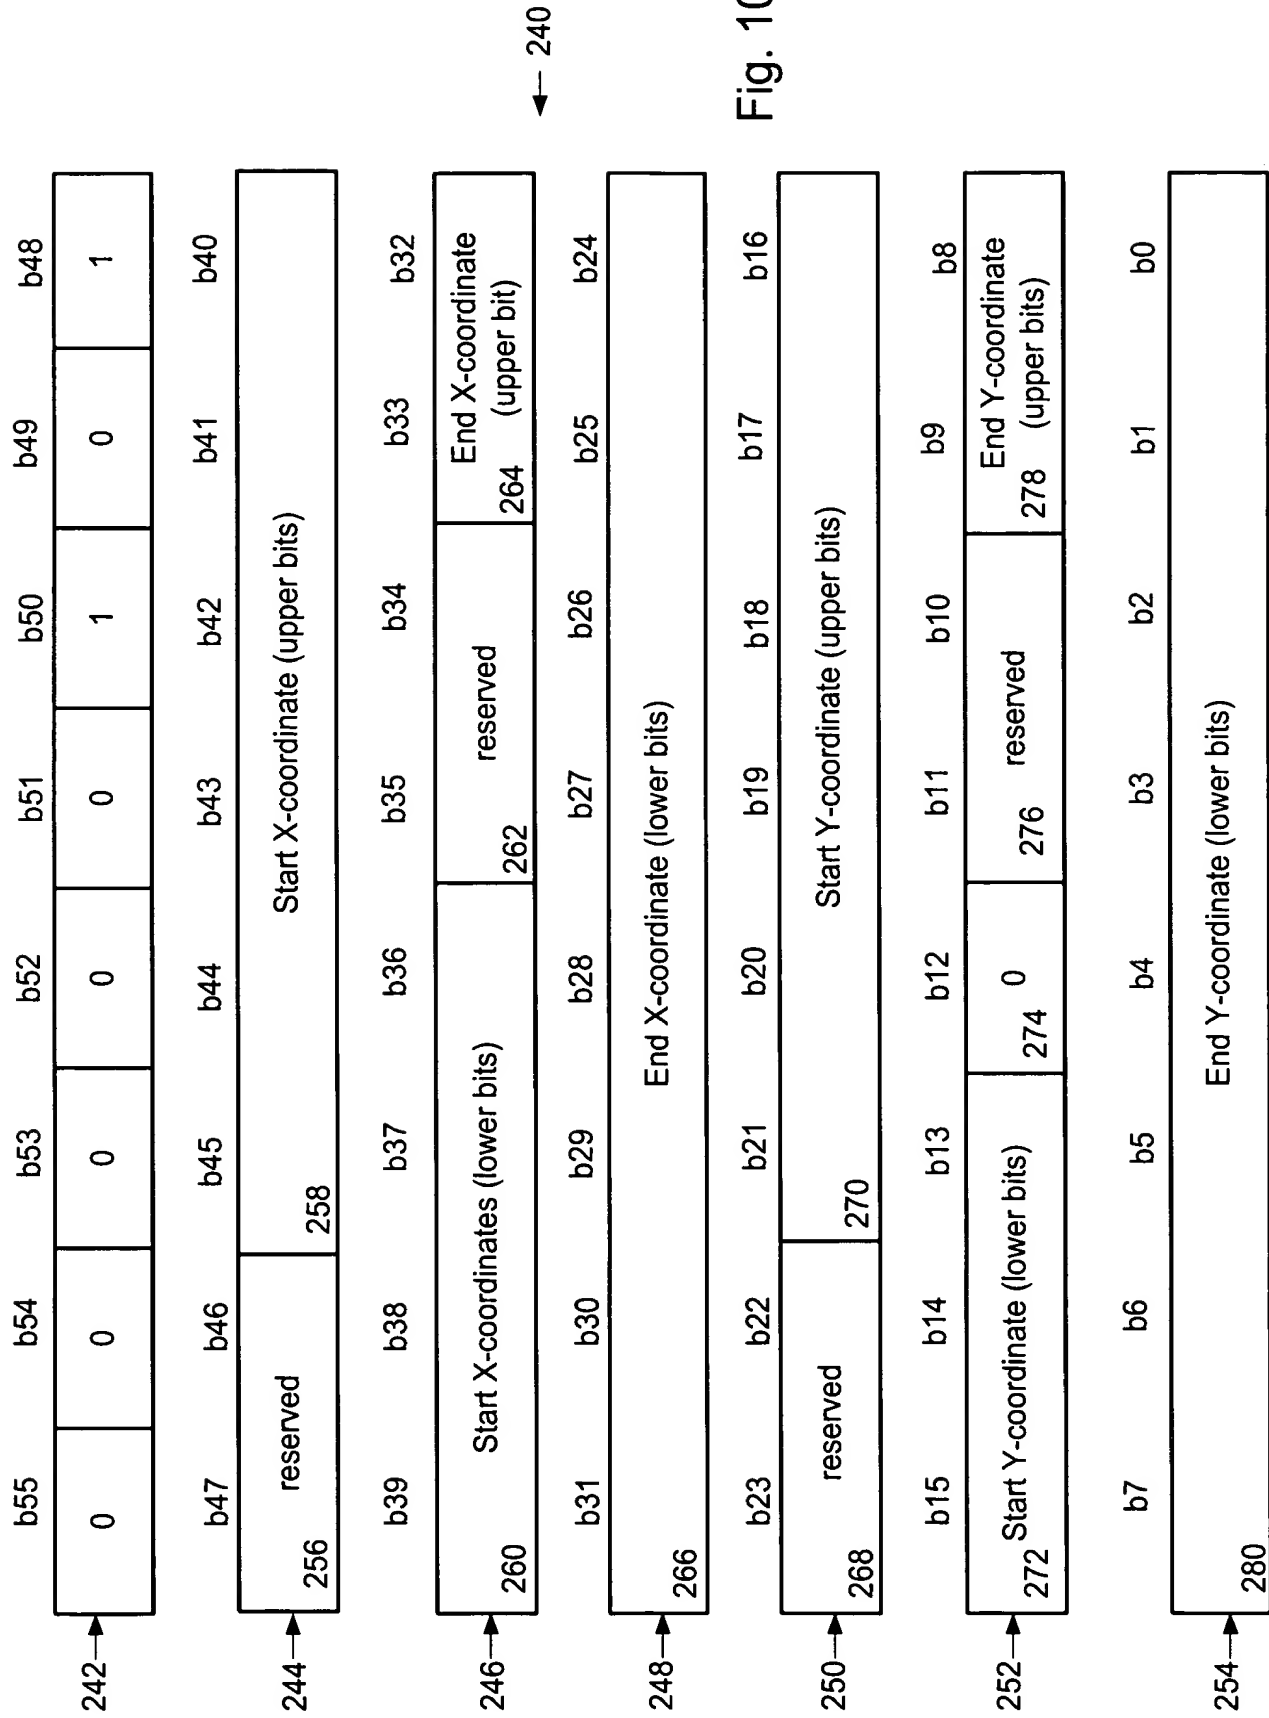 b55 b54 b53 b52 b51 b50 b49 b48
242 0 0 0 0 0 1 0 1
b47 b46 b45 b44 b43 b42 b41 b40
244 reserved Start X-coordinate (upper bits)
256 258
b39 b38 b37 b36 b35 b34 b33 b32
246 Start X-coordinates (lower bits) reserved End X-coordinate
(upper bit)
260 262 264
240
b31 b30 b29 b28 b27 b26 b25 b24
248 End X-coordinate (lower bits)
266
b23 b22 b21 b20 b19 b18 b17 b16
250 reserved Start Y-coordinate (upper bits)
268 270
b15 b14 b13 b12 b11 b10 b9 b8
252 Start Y-coordinate (lower bits) 0 reserved End Y-coordinate
(upper bits)
272 274 276 278
b7 b6 b5 b4 b3 b2 b1 b0
254 End Y-coordinate (lower bits)
280
Fig. 10